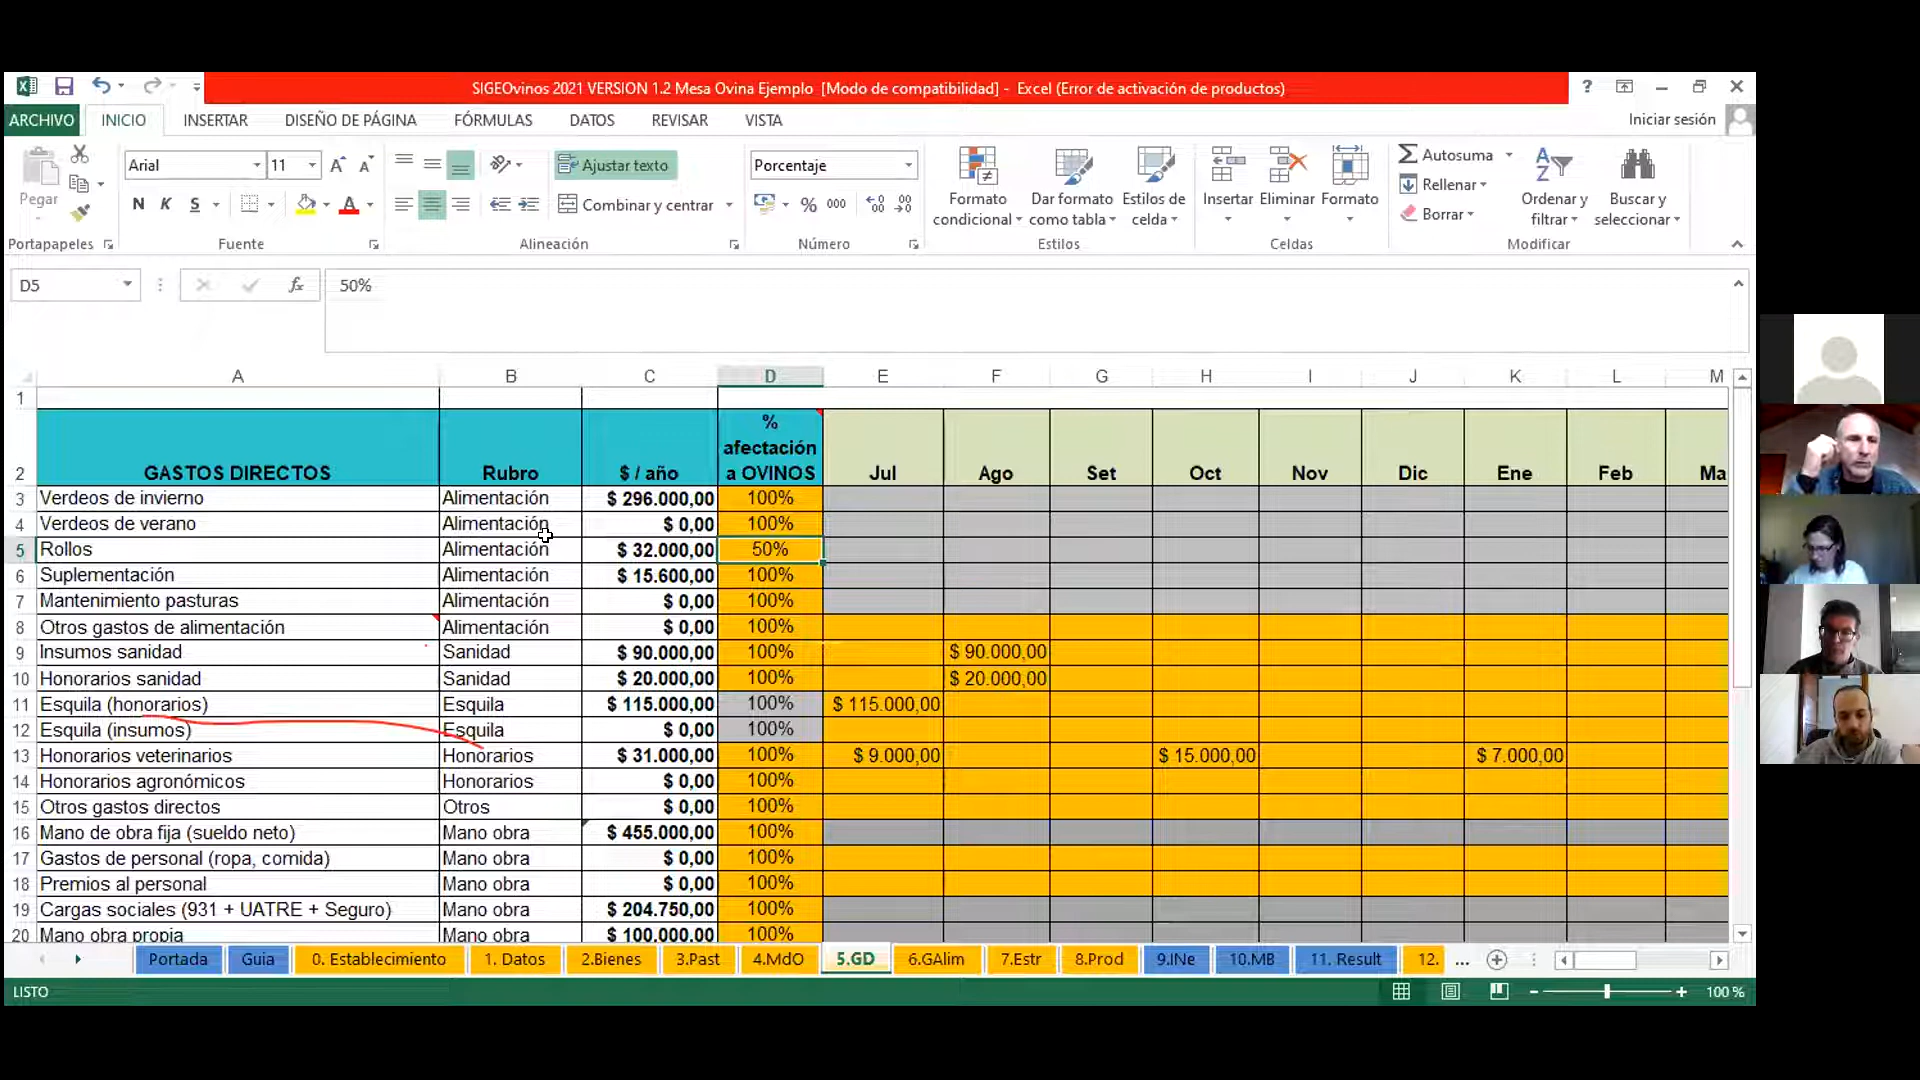 SIGEOvinos 2021 VERSION 1.2 Mesa Ovina Ejemplo [Modo de compatibilidad] - Excel (Error de activación de productos)
ARCHIVO INICIO INSERTAR DISEÑO DE PÁGINA FÓRMULAS DATOS REVISAR VISTA Iniciar sesión
Pegar
Portapapeles
Arial 11
N K S
Fuente
Ajustar texto
Combinar y centrar
Alineación
Porcentaje
% 000
Número
Formato condicional
Dar formato como tabla
Estilos de celda
Estilos
Insertar Eliminar Formato
Celdas
Autosuma
Rellenar
Borrar
Ordenar y filtrar
Buscar y seleccionar
Modificar
D5 fx 50%
A B C D E F G H I J K L M
1
2 GASTOS DIRECTOS Rubro $ / año % afectación a OVINOS Jul Ago Set Oct Nov Dic Ene Feb Ma
3 Verdeos de invierno Alimentación $ 296.000,00 100%
4 Verdeos de verano Alimentación $ 0,00 100%
5 Rollos Alimentación $ 32.000,00 50%
6 Suplementación Alimentación $ 15.600,00 100%
7 Mantenimiento pasturas Alimentación $ 0,00 100%
8 Otros gastos de alimentación Alimentación $ 0,00 100%
9 Insumos sanidad Sanidad $ 90.000,00 100% $ 90.000,00
10 Honorarios sanidad Sanidad $ 20.000,00 100% $ 20.000,00
11 Esquila (honorarios) Esquila $ 115.000,00 100% $ 115.000,00
12 Esquila (insumos) Esquila $ 0,00 100%
13 Honorarios veterinarios Honorarios $ 31.000,00 100% $ 9.000,00 $ 15.000,00 $ 7.000,00
14 Honorarios agronómicos Honorarios $ 0,00 100%
15 Otros gastos directos Otros $ 0,00 100%
16 Mano de obra fija (sueldo neto) Mano obra $ 455.000,00 100%
17 Gastos de personal (ropa, comida) Mano obra $ 0,00 100%
18 Premios al personal Mano obra $ 0,00 100%
19 Cargas sociales (931 + UATRE + Seguro) Mano obra $ 204.750,00 100%
20 Mano obra propia Mano obra $ 100.000,00 100%
Portada Guia 0. Establecimiento 1. Datos 2.Bienes 3.Past 4.MdO 5.GD 6.GAlim 7.Estr 8.Prod 9.INe 10.MB 11. Result 12. ...
LISTO 100 %